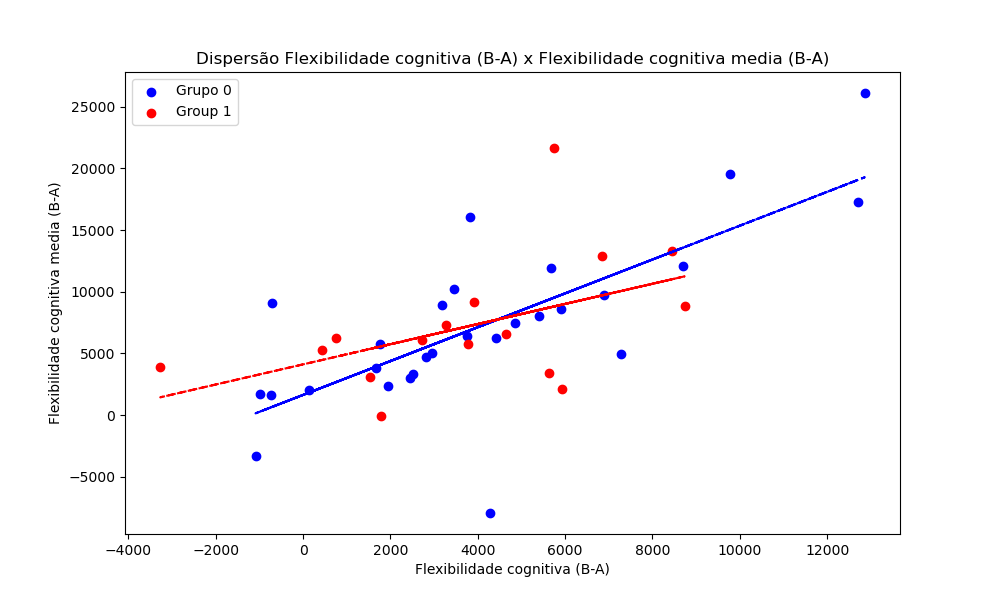 Dispersão Flexibilidade cognitiva (B-A) x Flexibilidade cognitiva media (B-A)
Grupo 0
Group 1
Flexibilidade cognitiva media (B-A)
25000
20000
15000
10000
5000
0
−5000
−4000 −2000 0 2000 4000 6000 8000 10000 12000
Flexibilidade cognitiva (B-A)